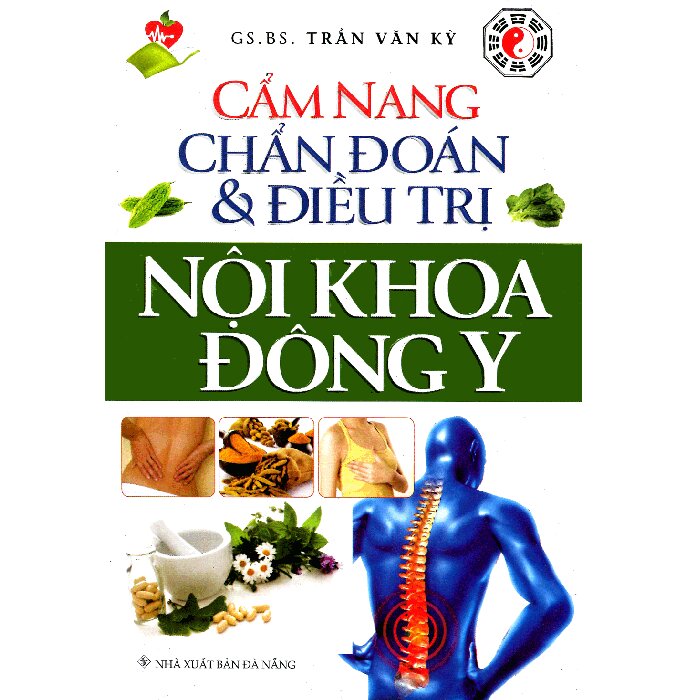 GS.BS. TRẦN VĂN KỲ
CẨM NANG
CHẨN ĐOÁN
& ĐIỀU TRỊ
NỘI KHOA
ĐÔNG Y
NHÀ XUẤT BẢN ĐÀ NẴNG